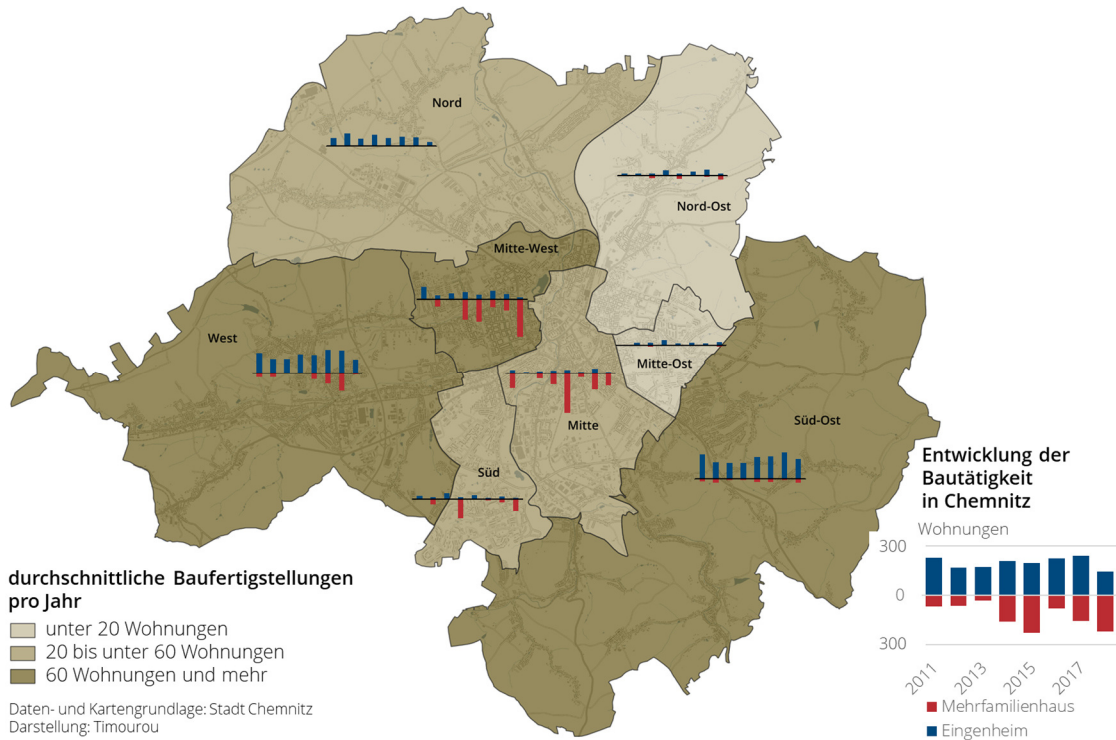 Nord
Nord-Ost
Mitte-West
West
Mitte-Ost
Mitte
Süd-Ost
Süd
Entwicklung der
Bautätigkeit
in Chemnitz
Wohnungen
300
0
300
2011
2013
2015
2017
Mehrfamilienhaus
Eingenheim
durchschnittliche Baufertigstellungen
pro Jahr
unter 20 Wohnungen
20 bis unter 60 Wohnungen
60 Wohnungen und mehr
Daten- und Kartengrundlage: Stadt Chemnitz
Darstellung: Timourou